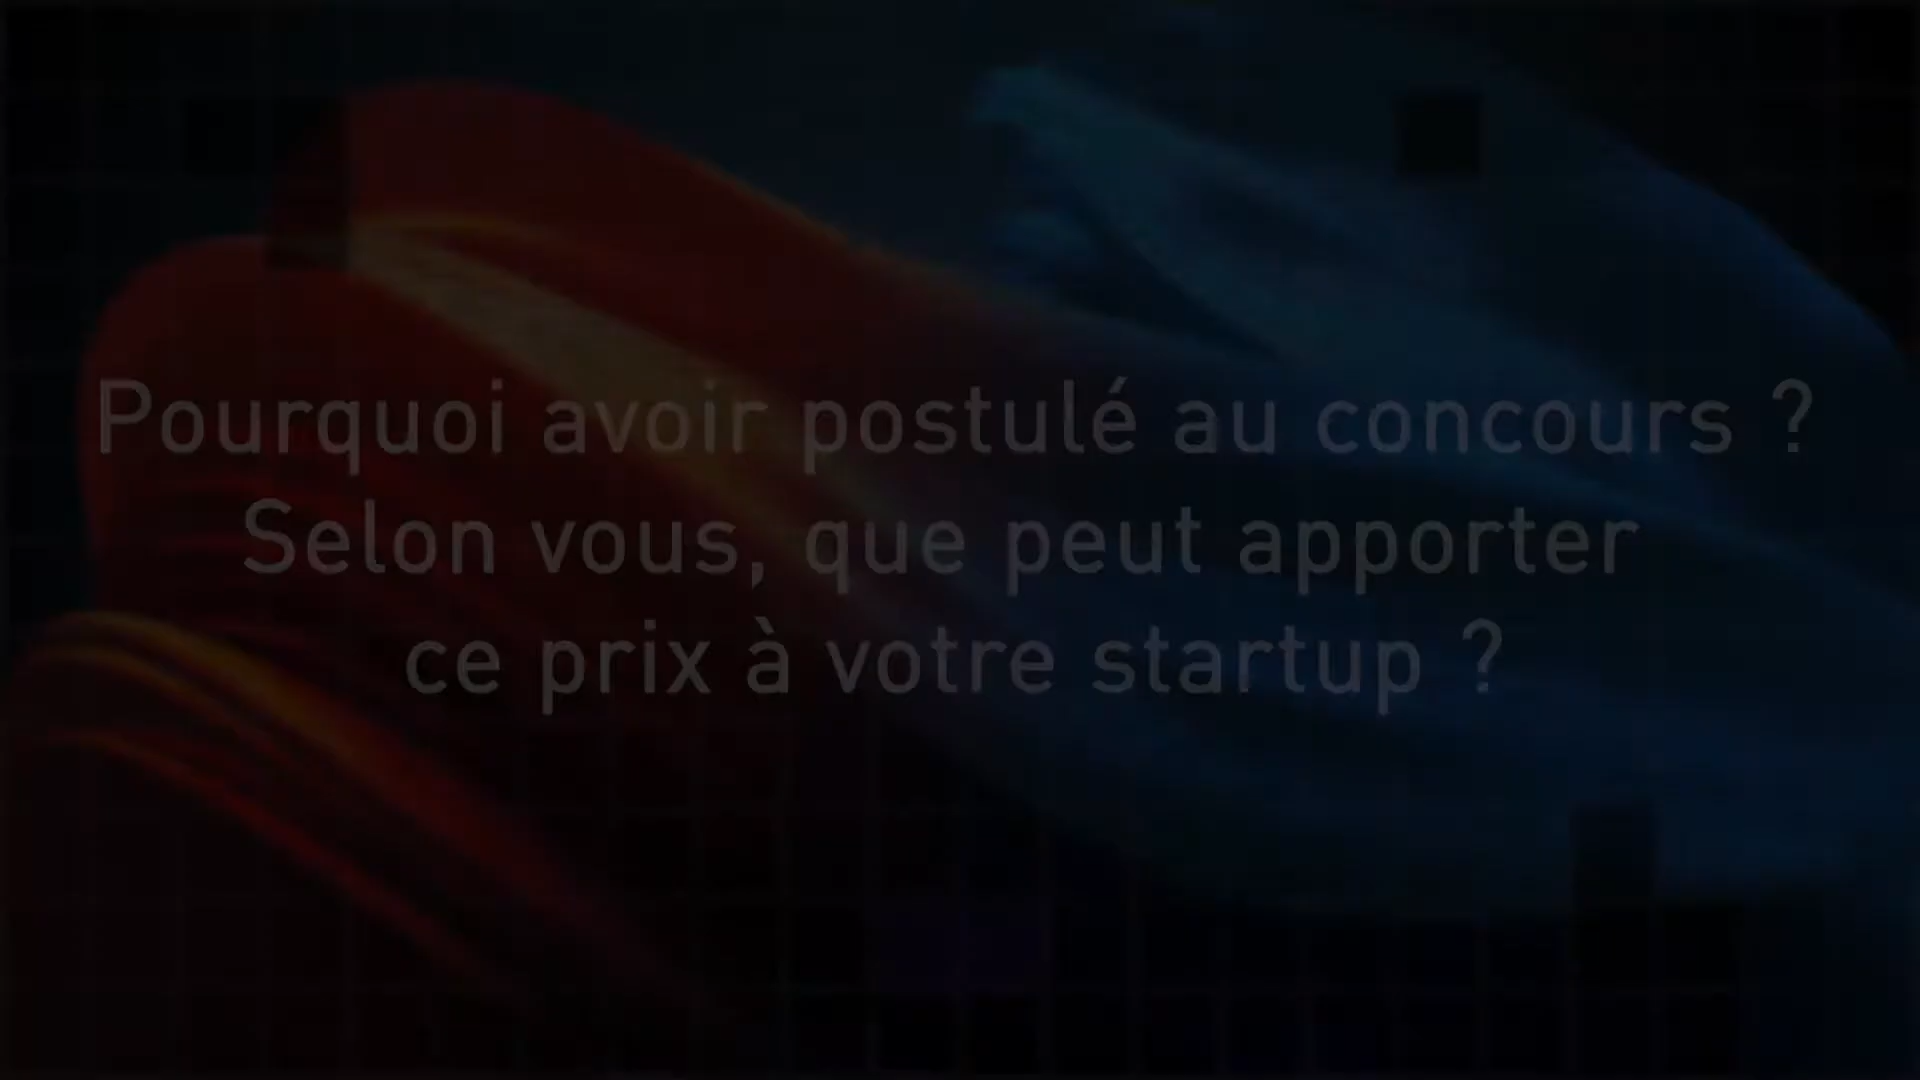 Pourquoi avoir postulé au concours ?
Selon vous, que peut apporter
ce prix à votre startup ?